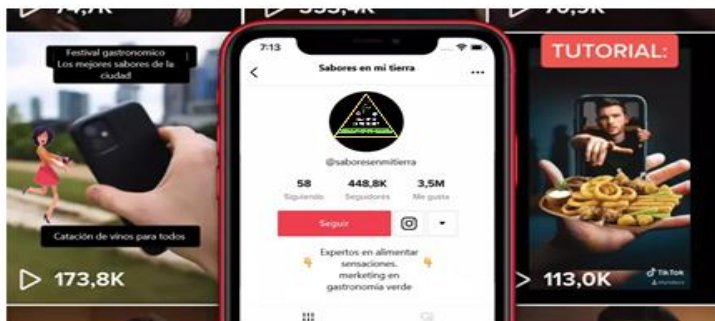 Festival gastronomico
Los mejores sabores de la
ciudad
Catación de vinos para todos
173,8K
7:13
Sabores en mi tierra
@saboresenmitierra
58
448,8K
3,5M
Siguiendo
Seguidores
Me gusta
Seguir
Expertos en alimentar
sensaciones.
merketing en
gastronomía verde
TUTORIAL:
TikTok
113,0K